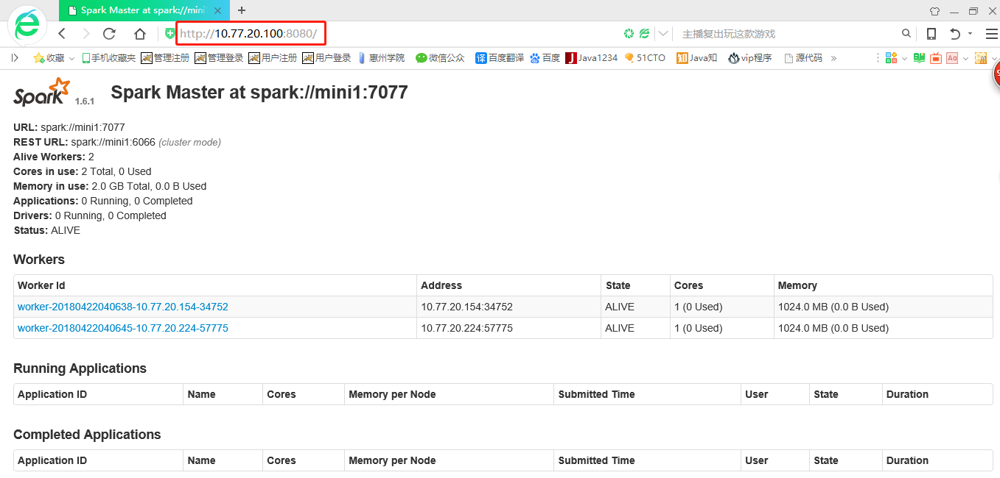 Spark Master at spark://mini
http://10.77.20.100:8080/
主播复出玩这款游戏
收藏 手机收藏夹 管理注册 管理登录 用户注册 用户登录 惠州学院 微信公众 译 百度翻译 百度 Java1234 51CTO Java知 vip程序 源代码 »
Spark 1.6.1 Spark Master at spark://mini1:7077
URL: spark://mini1:7077
REST URL: spark://mini1:6066 (cluster mode)
Alive Workers: 2
Cores in use: 2 Total, 0 Used
Memory in use: 2.0 GB Total, 0.0 B Used
Applications: 0 Running, 0 Completed
Drivers: 0 Running, 0 Completed
Status: ALIVE
Workers
Worker Id Address State Cores Memory
worker-20180422040638-10.77.20.154-34752 10.77.20.154:34752 ALIVE 1 (0 Used) 1024.0 MB (0.0 B Used)
worker-20180422040645-10.77.20.224-57775 10.77.20.224:57775 ALIVE 1 (0 Used) 1024.0 MB (0.0 B Used)
Running Applications
Application ID Name Cores Memory per Node Submitted Time User State Duration
Completed Applications
Application ID Name Cores Memory per Node Submitted Time User State Duration